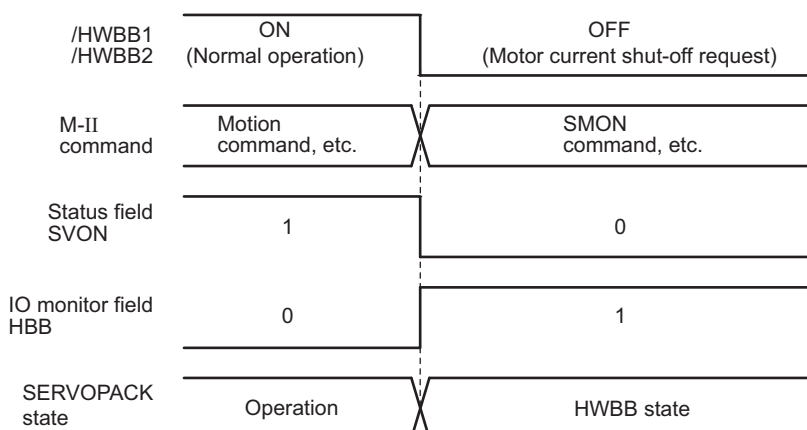 /HWBB1
/HWBB2
ON
(Normal operation)
OFF
(Motor current shut-off request)
M-II
command
Motion
command, etc.
SMON
command, etc.
Status field
SVON
1
0
IO monitor field
HBB
0
1
SERVOPACK
state
Operation
HWBB state